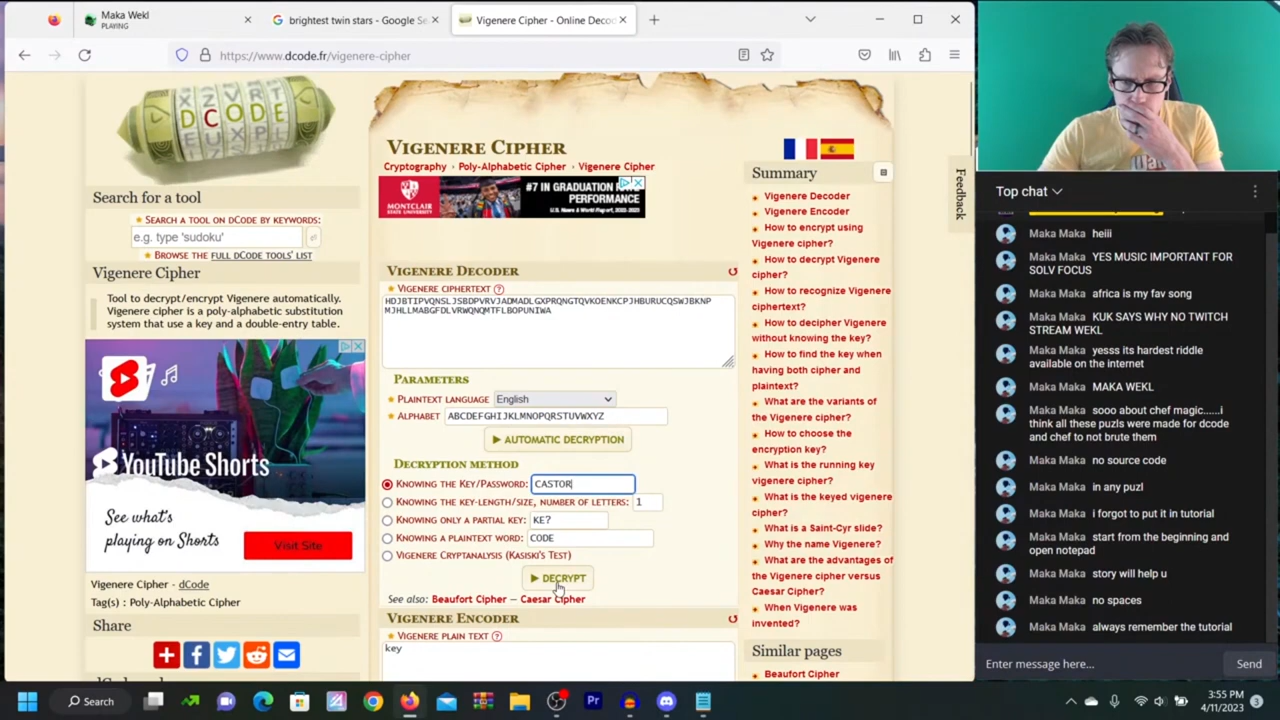 Maka Wekl
PLAYING
brightest twin stars - Google Se
Vigenere Cipher - Online Deco
https://www.dcode.fr/vigenere-cipher
DCODE
Search for a tool
SEARCH A TOOL ON DCODE BY KEYWORDS:
e.g. type 'sudoku'
BROWSE THE FULL DCODE TOOLS' LIST
Vigenere Cipher
Tool to decrypt/encrypt Vigenere automatically.
Vigenere cipher is a poly-alphabetic substitution
system that use a key and a double-entry table.
YouTube Shorts
See what's
playing on Shorts
Visit Site
Vigenere Cipher - dCode
Tag(s) : Poly-Alphabetic Cipher
Share
VIGENERE CIPHER
Cryptography › Poly-Alphabetic Cipher › Vigenere Cipher
MONTCLAIR
STATE UNIVERSITY
#7 IN GRADUATION
PERFORMANCE
VIGENERE DECODER
VIGENERE CIPHERTEXT
HDJBTIPVQNSLJSBDPVRVJADMADLGXPRQNGTQVKOENKCPJHBURUCQSWJBKNP
MJHLLMABGFDLVRWQNQMTFLBOPUNIWA
PARAMETERS
PLAINTEXT LANGUAGE English
ALPHABET ABCDEFGHIJKLMNOPQRSTUVWXYZ
AUTOMATIC DECRYPTION
DECRYPTION METHOD
KNOWING THE KEY/PASSWORD: CASTOR
KNOWING THE KEY-LENGTH/SIZE, NUMBER OF LETTERS: 1
KNOWING ONLY A PARTIAL KEY: KE?
KNOWING A PLAINTEXT WORD: CODE
VIGENERE CRYPTANALYSIS (KASISKI'S TEST)
DECRYPT
See also: Beaufort Cipher – Caesar Cipher
VIGENERE ENCODER
VIGENERE PLAIN TEXT
key
Summary
Vigenere Decoder
Vigenere Encoder
How to encrypt using
Vigenere cipher?
How to decrypt Vigenere
cipher?
How to recognize Vigenere
ciphertext?
How to decipher Vigenere
without knowing the key?
How to find the key when
having both cipher and
plaintext?
What are the variants of
the Vigenere cipher?
How to choose the
encryption key?
What is the running key
vigenere cipher?
What is the keyed vigenere
cipher?
What is a Saint-Cyr slide?
Why the name Vigenere?
What are the advantages of
the Vigenere cipher versus
Caesar Cipher?
When Vigenere was
invented?
Similar pages
Beaufort Cipher
Feedback
Top chat
Maka Maka heiii
Maka Maka YES MUSIC IMPORTANT FOR
SOLV FOCUS
Maka Maka africa is my fav song
Maka Maka KUK SAYS WHY NO TWITCH
STREAM WEKL
Maka Maka yesss its hardest riddle
available on the internet
Maka Maka MAKA WEKL
Maka Maka sooo about chef magic......i
think all these puzls were made for dcode
and chef to not brute them
Maka Maka no source code
Maka Maka in any puzl
Maka Maka i forgot to put it in tutorial
Maka Maka start from the beginning and
open notepad
Maka Maka story will help u
Maka Maka no spaces
Maka Maka always remember the tutorial
Enter message here...
Send
Search
Pr
3:55 PM
4/11/2023
3